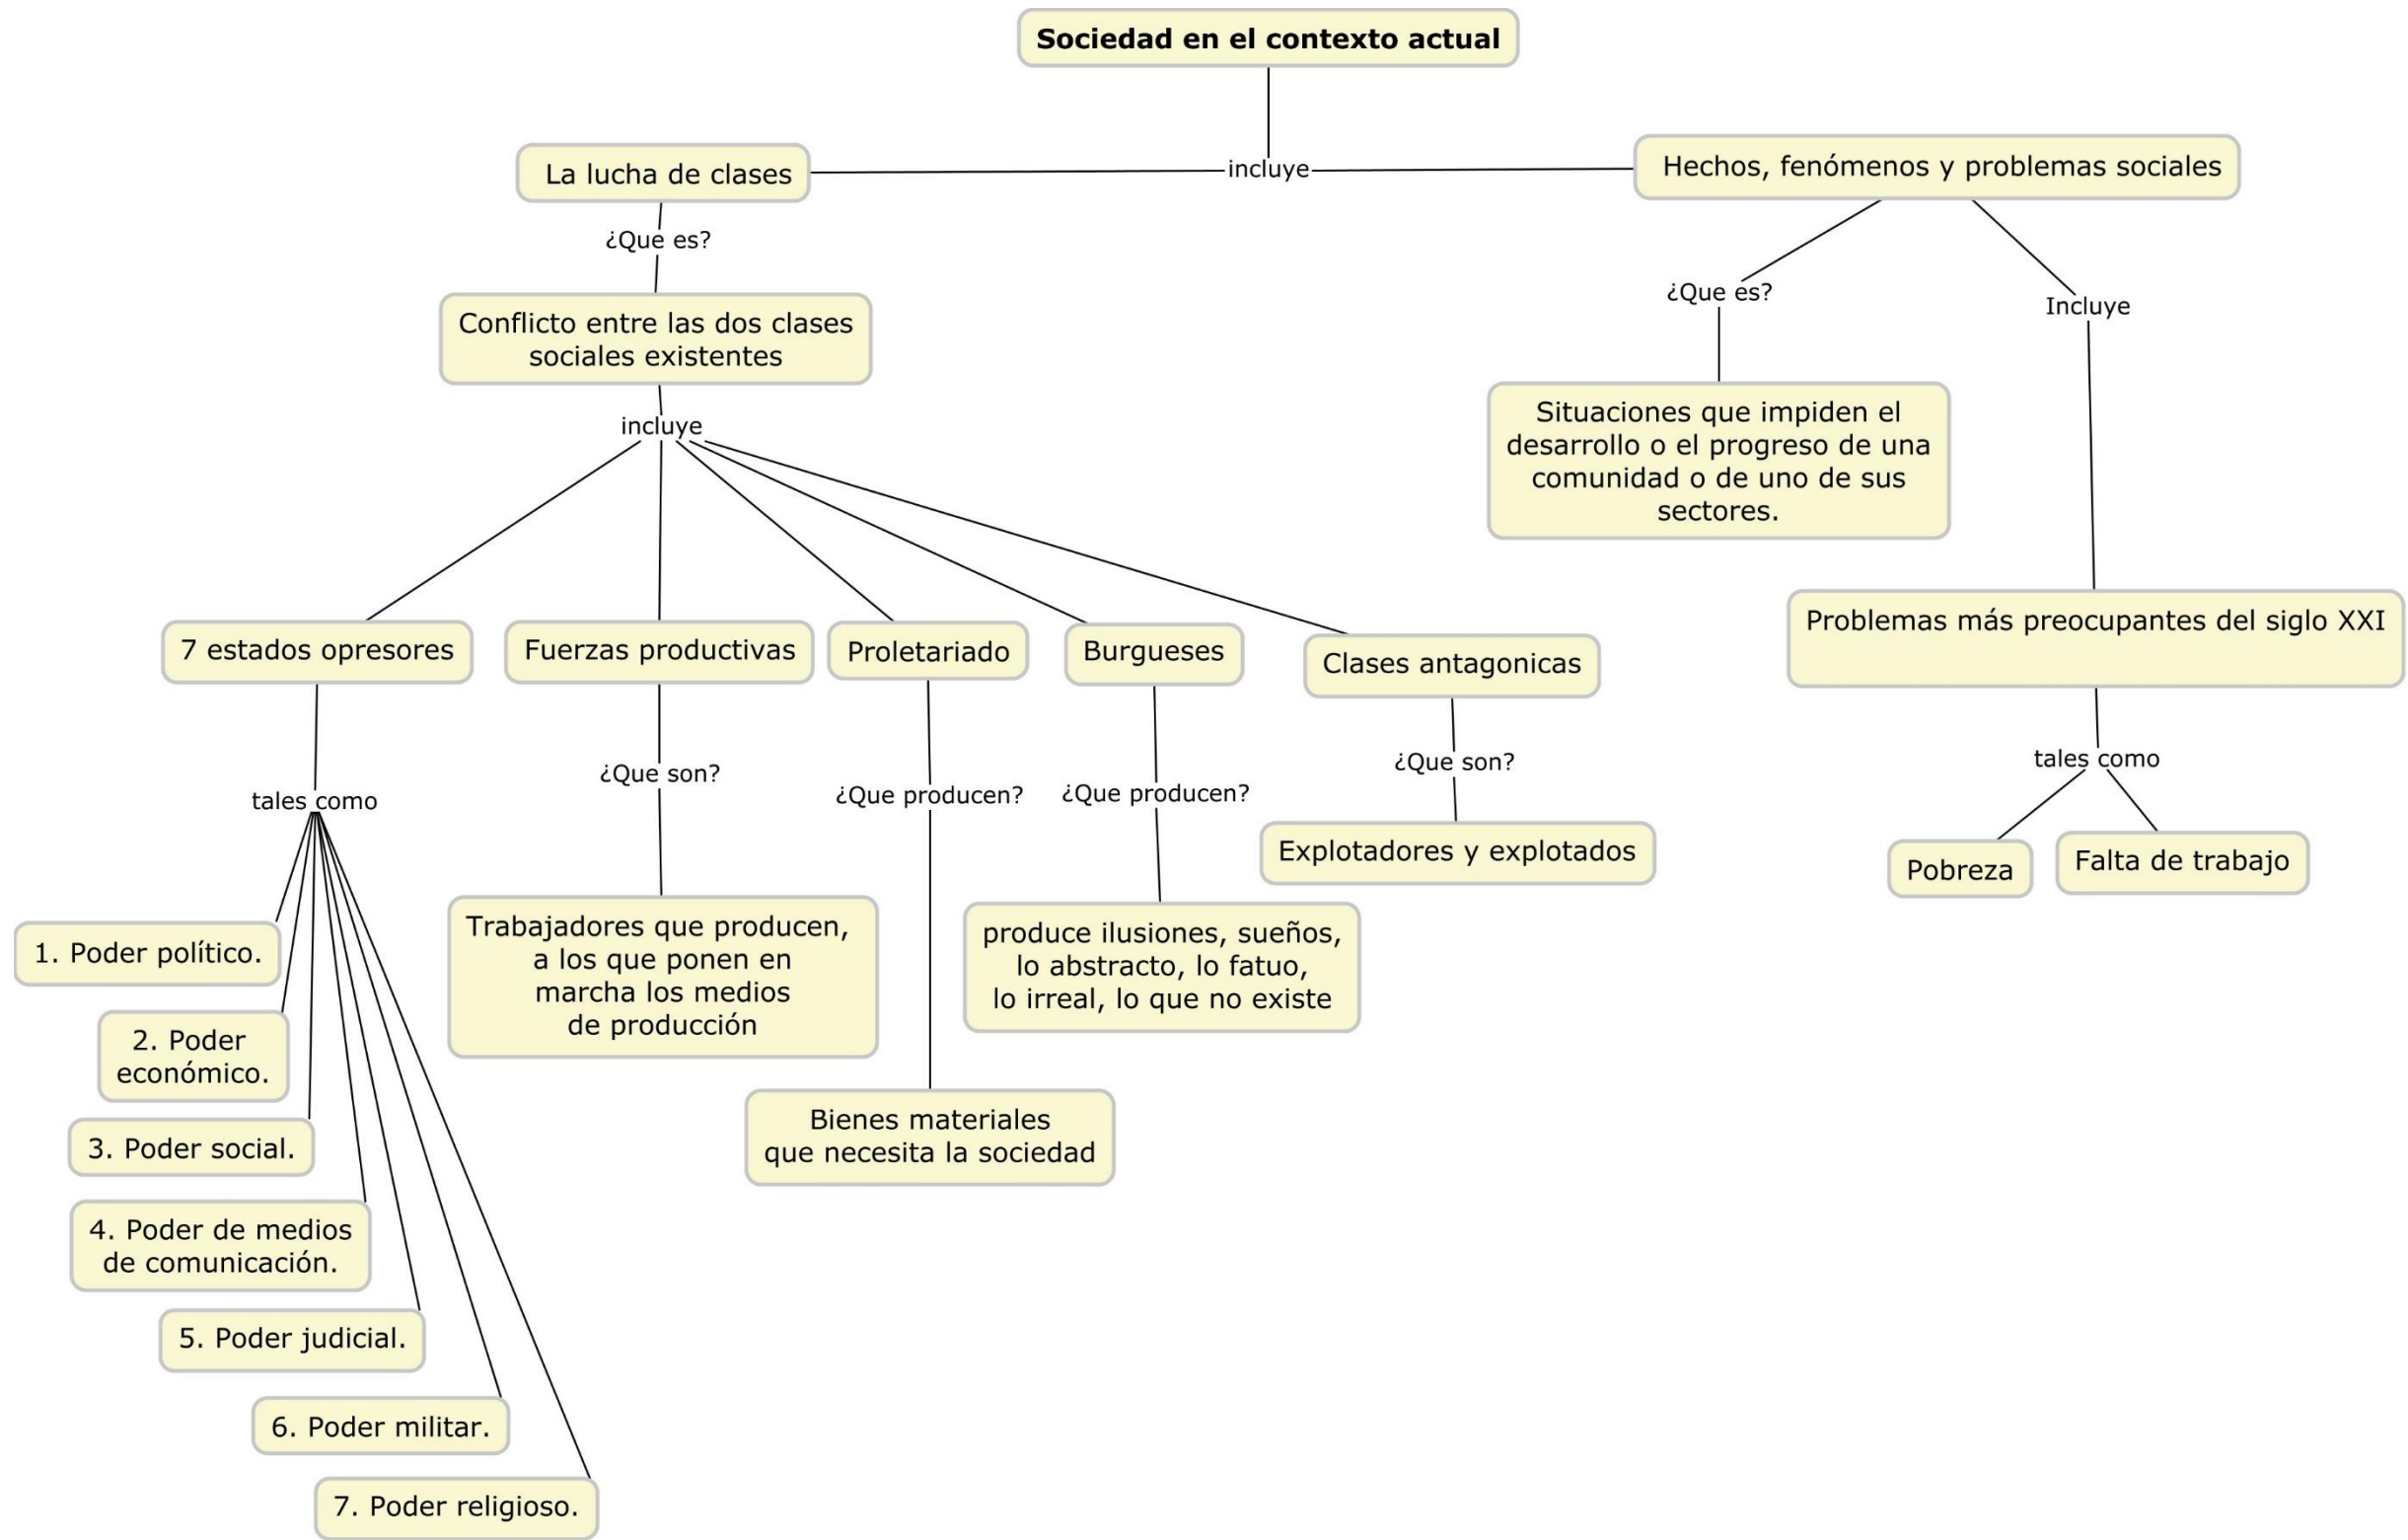 Sociedad en el contexto actual
incluye
La lucha de clases
Hechos, fenómenos y problemas sociales
¿Que es?
Conflicto entre las dos clases
sociales existentes
incluye
7 estados opresores
Fuerzas productivas
Proletariado
Burgueses
Clases antagonicas
tales como
1. Poder político.
2. Poder
económico.
3. Poder social.
4. Poder de medios
de comunicación.
5. Poder judicial.
6. Poder militar.
7. Poder religioso.
¿Que son?
Trabajadores que producen,
a los que ponen en
marcha los medios
de producción
¿Que producen?
Bienes materiales
que necesita la sociedad
¿Que producen?
produce ilusiones, sueños,
lo abstracto, lo fatuo,
lo irreal, lo que no existe
¿Que son?
Explotadores y explotados
¿Que es?
Situaciones que impiden el
desarrollo o el progreso de una
comunidad o de uno de sus
sectores.
Incluye
Problemas más preocupantes del siglo XXI
tales como
Pobreza
Falta de trabajo